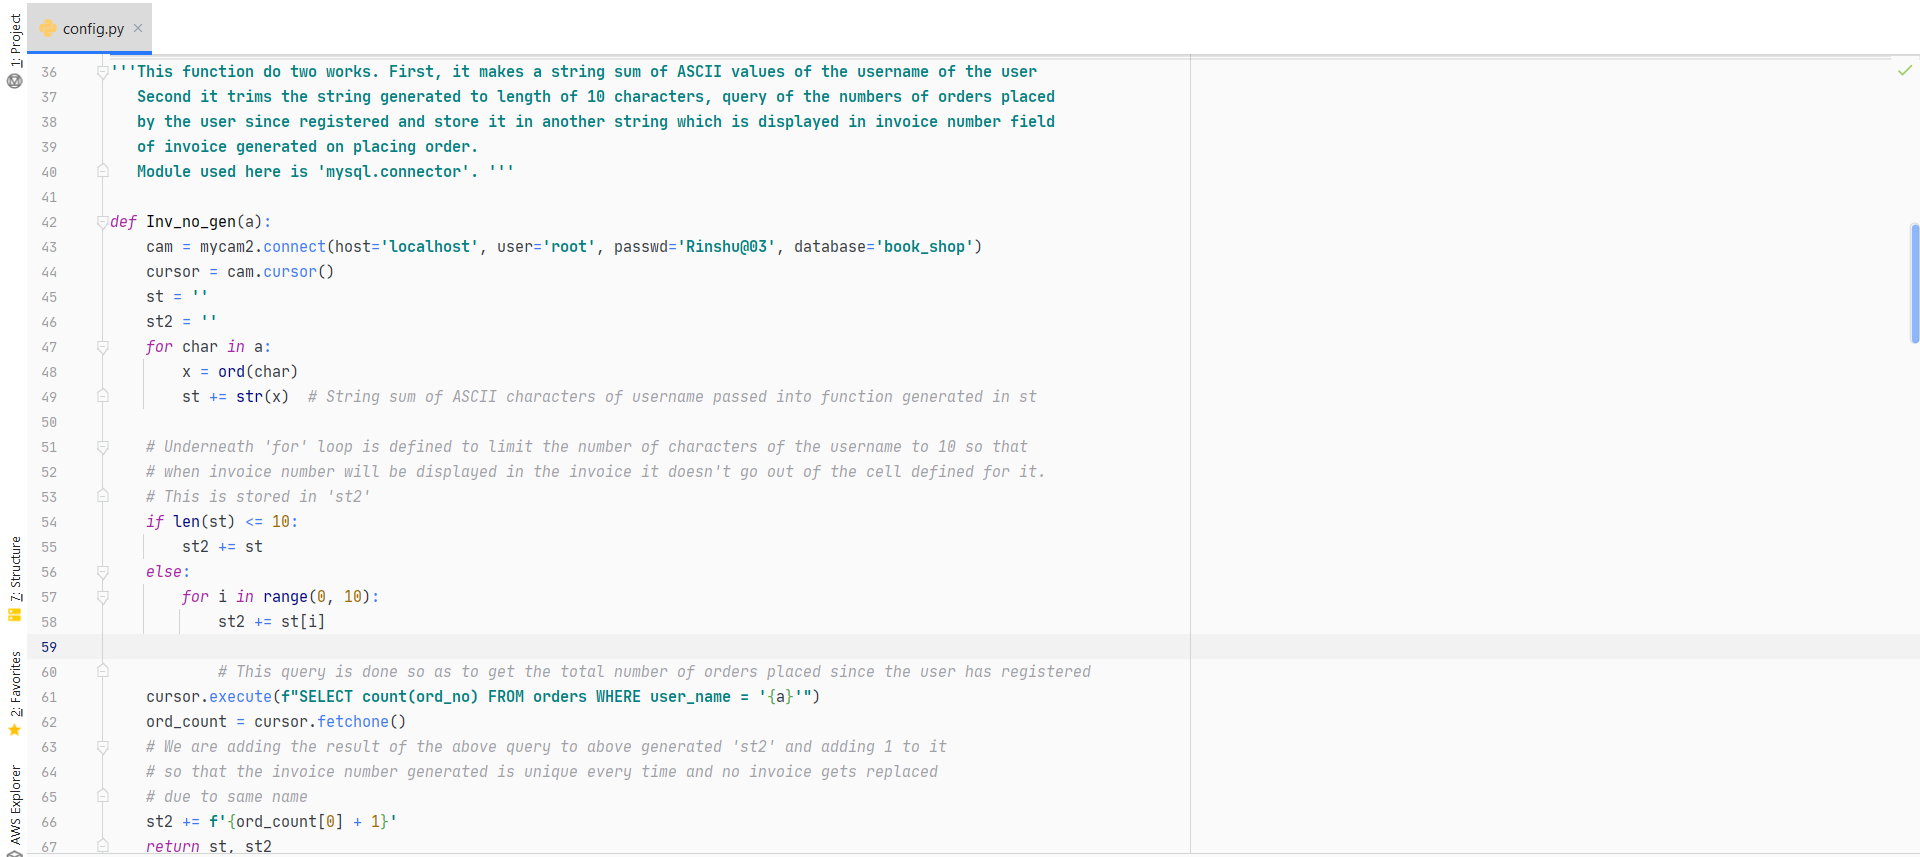 1: Project
config.py
36 '''This function do two works. First, it makes a string sum of ASCII values of the username of the user
37 Second it trims the string generated to length of 10 characters, query of the numbers of orders placed
38 by the user since registered and store it in another string which is displayed in invoice number field
39 of invoice generated on placing order.
40 Module used here is 'mysql.connector'. '''
41
42 def Inv_no_gen(a):
43 cam = mycam2.connect(host='localhost', user='root', passwd='Rinshu@03', database='book_shop')
44 cursor = cam.cursor()
45 st = ''
46 st2 = ''
47 for char in a:
48 x = ord(char)
49 st += str(x)  # String sum of ASCII characters of username passed into function generated in st
50
51 # Underneath 'for' loop is defined to limit the number of characters of the username to 10 so that
52 # when invoice number will be displayed in the invoice it doesn't go out of the cell defined for it.
53 # This is stored in 'st2'
54 if len(st) <= 10:
55 st2 += st
56 else:
57 for i in range(0, 10):
58 st2 += st[i]
59
60 # This query is done so as to get the total number of orders placed since the user has registered
61 cursor.execute(f"SELECT count(ord_no) FROM orders WHERE user_name = '{a}'")
62 ord_count = cursor.fetchone()
63 # We are adding the result of the above query to above generated 'st2' and adding 1 to it
64 # so that the invoice number generated is unique every time and no invoice gets replaced
65 # due to same name
66 st2 += f'{ord_count[0] + 1}'
67 return st, st2
7: Structure
2: Favorites
AWS Explorer